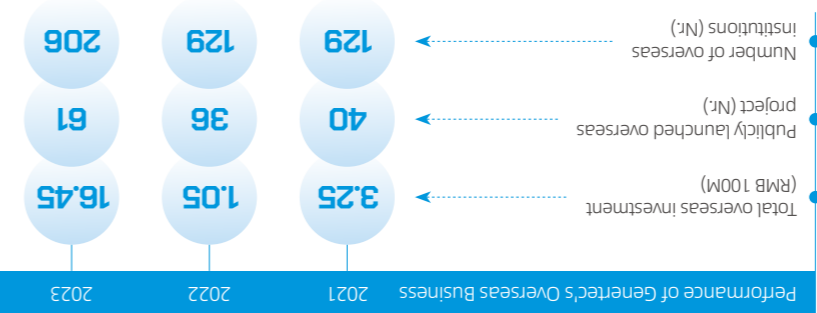 Performance of Genertec's Overseas Business 2021 2022 2023
Total overseas investment
(RMB 100M)
3.25 1.05 16.45
Publicly launched overseas
project (Nr.)
40 36 61
Number of overseas
institutions (Nr.)
129 129 206